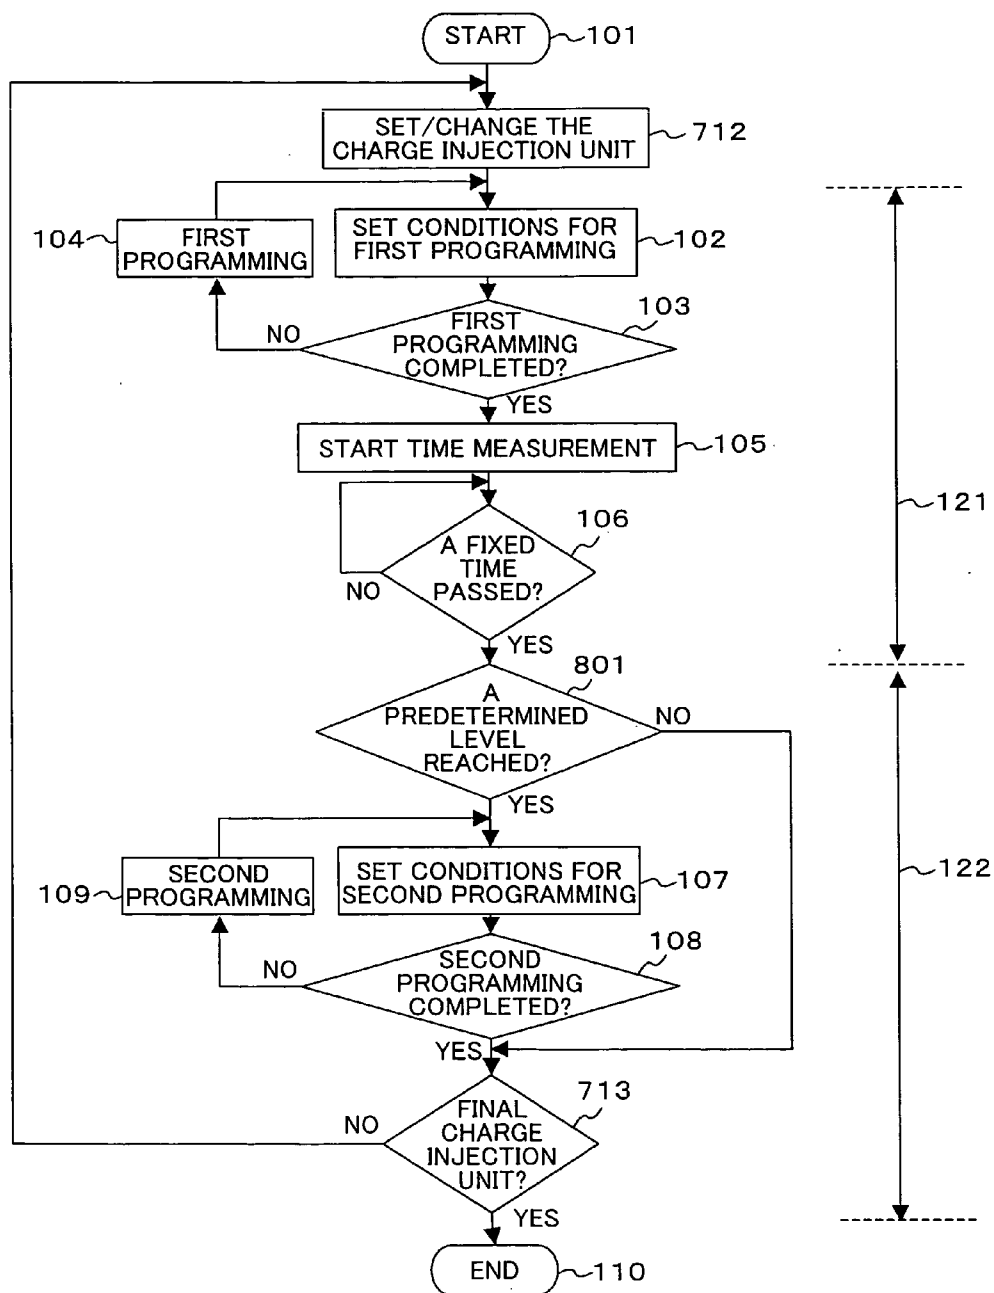 START
101
SET/CHANGE THE
CHARGE INJECTION UNIT
712
104
FIRST
PROGRAMMING
SET CONDITIONS FOR
FIRST PROGRAMMING
102
103
NO
FIRST
PROGRAMMING
COMPLETED?
YES
START TIME MEASUREMENT
105
121
106
A FIXED
TIME
PASSED?
NO
YES
801
A
PREDETERMINED
LEVEL
REACHED?
NO
YES
109
SECOND
PROGRAMMING
SET CONDITIONS FOR
SECOND PROGRAMMING
107
122
108
NO
SECOND
PROGRAMMING
COMPLETED?
YES
713
NO
FINAL
CHARGE
INJECTION
UNIT?
YES
END
110